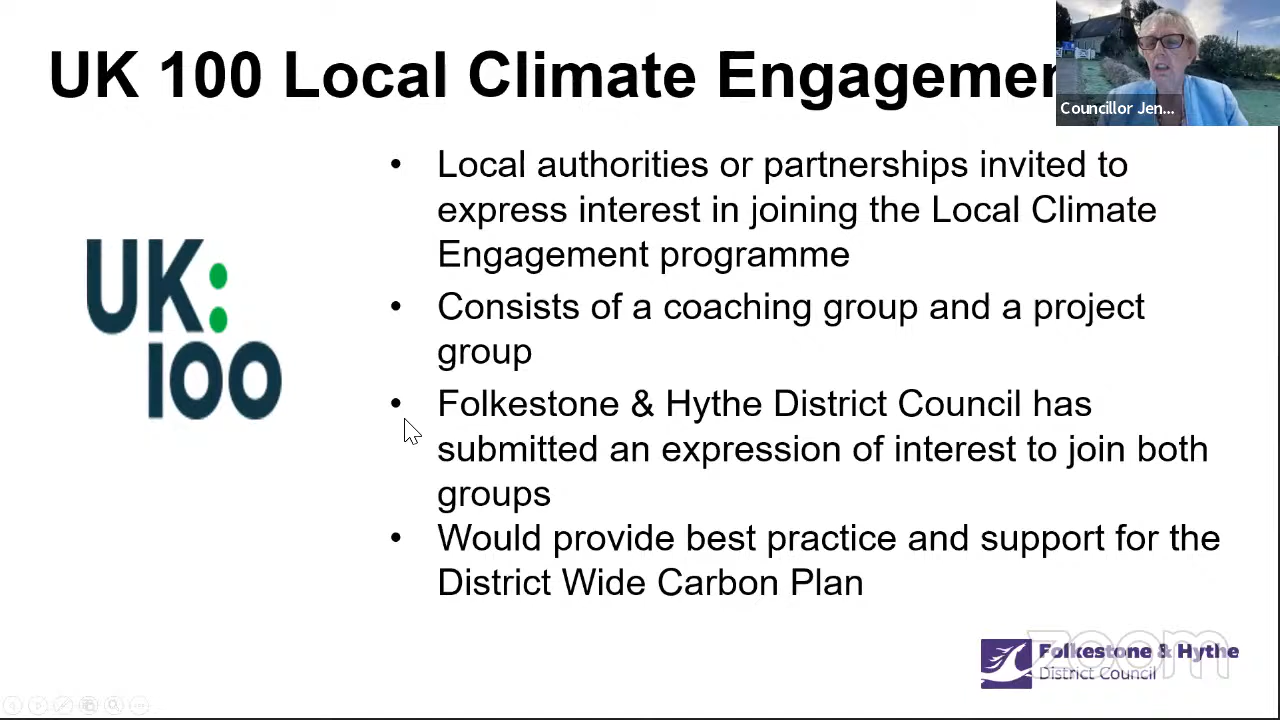 UK 100 Local Climate Engagemen
Councillor Jen...
• Local authorities or partnerships invited to
express interest in joining the Local Climate
Engagement programme
• Consists of a coaching group and a project
group
• Folkestone & Hythe District Council has
submitted an expression of interest to join both
groups
• Would provide best practice and support for the
District Wide Carbon Plan
UK:
100
Folkestone & Hythe
District Council
zoom